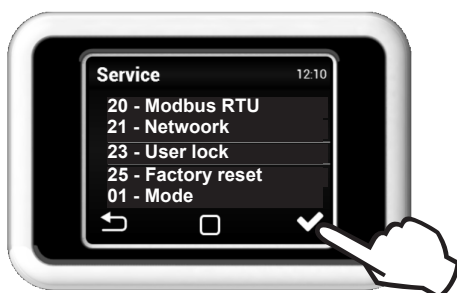 Service 12:10
20 - Modbus RTU
21 - Netwoork
23 - User lock
25 - Factory reset
01 - Mode